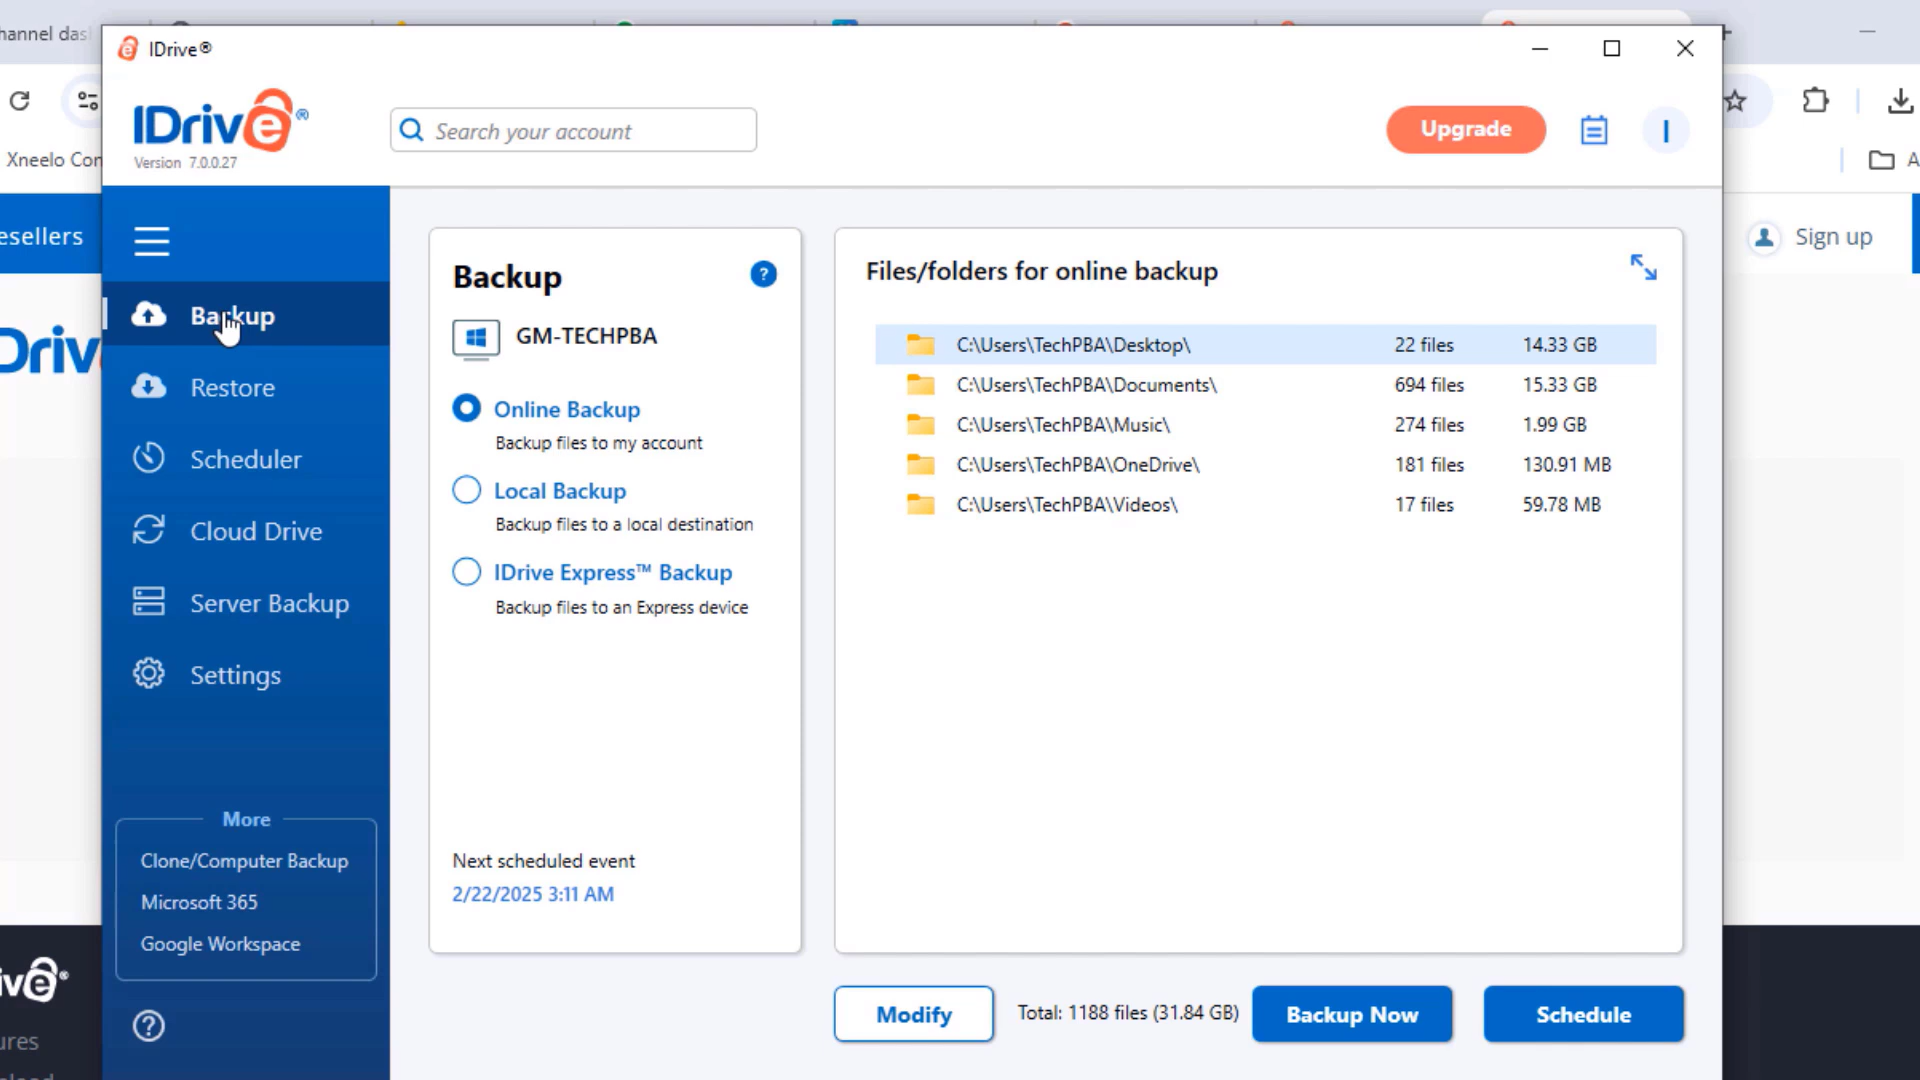 hannel das
IDrive®
IDrive®
Version 7.0.0.27
Search your account
Upgrade
I
Xneelo Con
A
esellers
Sign up
Drive
Backup
Restore
Scheduler
Cloud Drive
Server Backup
Settings
More
Clone/Computer Backup
Microsoft 365
Google Workspace
Backup
?
GM-TECHPBA
Online Backup
Backup files to my account
Local Backup
Backup files to a local destination
IDrive Express™ Backup
Backup files to an Express device
Next scheduled event
2/22/2025 3:11 AM
Files/folders for online backup
C:\Users\TechPBA\Desktop\ 22 files 14.33 GB
C:\Users\TechPBA\Documents\ 694 files 15.33 GB
C:\Users\TechPBA\Music\ 274 files 1.99 GB
C:\Users\TechPBA\OneDrive\ 181 files 130.91 MB
C:\Users\TechPBA\Videos\ 17 files 59.78 MB
Modify
Total: 1188 files (31.84 GB)
Backup Now
Schedule
ive®
ures